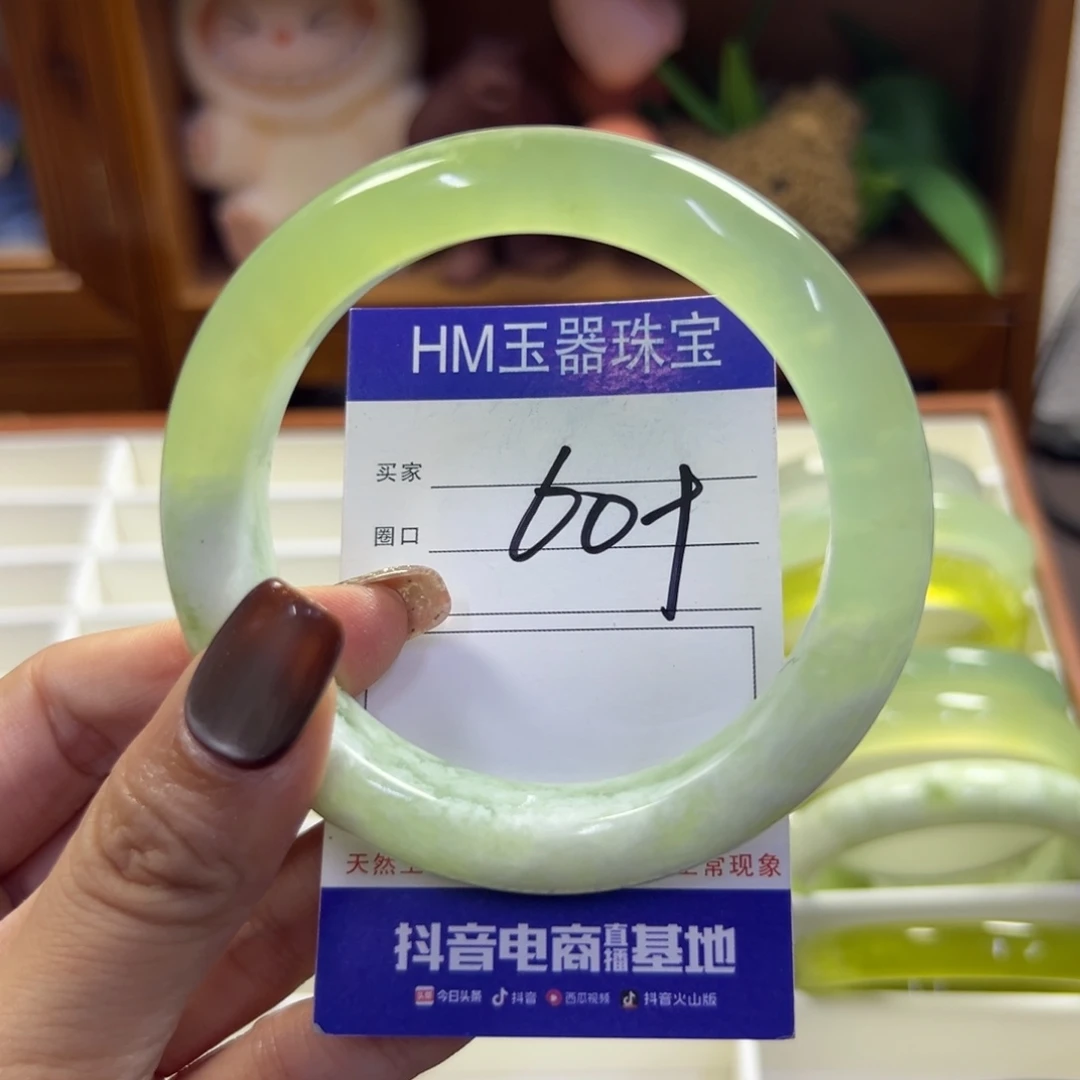 HM玉器珠宝
买家
圈口
609
天然
常现象
抖音电商直播基地
今日头条 抖音 西瓜视频 抖音火山版